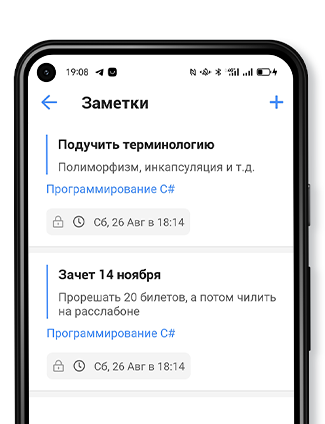 19:08
Заметки
Подучить терминологию
Полиморфизм, инкапсуляция и т.д.
Программирование C#
Сб, 26 Авг в 18:14
Зачет 14 ноября
Прорешать 20 билетов, а потом чилить
на расслабоне
Программирование C#
Сб, 26 Авг в 18:14